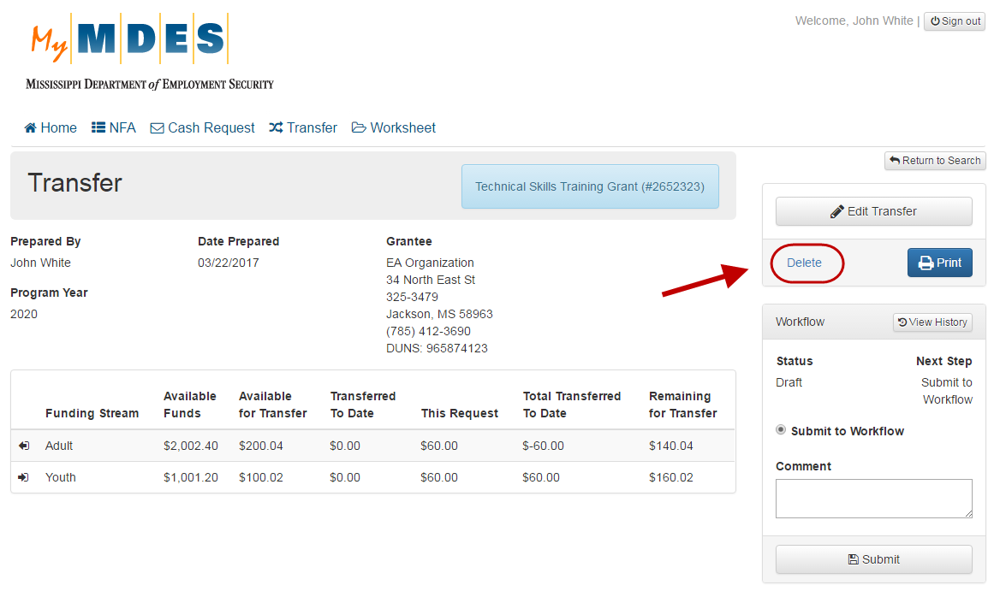 Welcome, John White | Sign out
My MDES
Mississippi Department of Employment Security
Home NFA Cash Request Transfer Worksheet
Return to Search
Transfer
Technical Skills Training Grant (#2652323)
Edit Transfer
Delete Print
Prepared By
John White
Date Prepared
03/22/2017
Grantee
EA Organization
34 North East St
325-3479
Jackson, MS 58963
(785) 412-3690
DUNS: 965874123
Program Year
2020
Workflow View History
Status
Draft
Next Step
Submit to
Workflow
Submit to Workflow
Comment
Submit
Funding Stream Available Funds Available for Transfer Transferred To Date This Request Total Transferred To Date Remaining for Transfer
Adult $2,002.40 $200.04 $0.00 $60.00 $-60.00 $140.04
Youth $1,001.20 $100.02 $0.00 $60.00 $60.00 $160.02